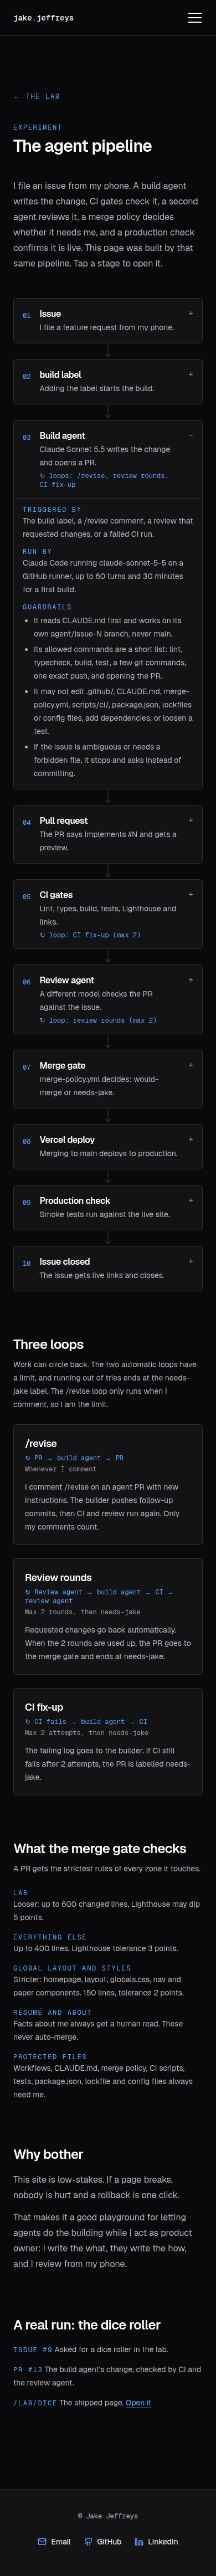 jake.jeffreys
← THE LAB
EXPERIMENT
The agent pipeline
I file an issue from my phone. A build agent
writes the change, CI gates check it, a second
agent reviews it, a merge policy decides
whether it needs me, and a production check
confirms it is live. This page was built by that
same pipeline. Tap a stage to open it.
01 Issue +
I file a feature request from my phone.
02 build label +
Adding the label starts the build.
03 Build agent −
Claude Sonnet 5.5 writes the change
and opens a PR.
↻ loops: /revise, review rounds,
CI fix-up
TRIGGERED BY
The build label, a /revise comment, a review that
requested changes, or a failed CI run.
RUN BY
Claude Code running claude-sonnet-5-5 on a
GitHub runner, up to 60 turns and 30 minutes
for a first build.
GUARDRAILS
• It reads CLAUDE.md first and works on its
own agent/issue-N branch, never main.
• Its allowed commands are a short list: lint,
typecheck, build, test, a few git commands,
one exact push, and opening the PR.
• It may not edit .github/, CLAUDE.md, merge-
policy.yml, scripts/ci/, package.json, lockfiles
or config files, add dependencies, or loosen a
test.
• If the issue is ambiguous or needs a
forbidden file, it stops and asks instead of
committing.
04 Pull request +
The PR says Implements #N and gets a
preview.
05 CI gates +
Lint, types, build, tests, Lighthouse and
links.
↻ loop: CI fix-up (max 2)
06 Review agent +
A different model checks the PR
against the issue.
↻ loop: review rounds (max 2)
07 Merge gate +
merge-policy.yml decides: would-
merge or needs-jake.
08 Vercel deploy +
Merging to main deploys to production.
09 Production check +
Smoke tests run against the live site.
10 Issue closed +
The issue gets live links and closes.
Three loops
Work can circle back. The two automatic loops have
a limit, and running out of tries ends at the needs-
jake label. The /revise loop only runs when I
comment, so I am the limit.
/revise
↻ PR → build agent → PR
Whenever I comment
I comment /revise on an agent PR with new
instructions. The builder pushes follow-up
commits, then CI and review run again. Only
my comments count.
Review rounds
↻ Review agent → build agent → CI →
review agent
Max 2 rounds, then needs-jake
Requested changes go back automatically.
When the 2 rounds are used up, the PR goes to
the merge gate and ends at needs-jake.
CI fix-up
↻ CI fails → build agent → CI
Max 2 attempts, then needs-jake
The failing log goes to the builder. If CI still
fails after 2 attempts, the PR is labelled needs-
jake.
What the merge gate checks
A PR gets the strictest rules of every zone it touches.
LAB
Looser: up to 600 changed lines, Lighthouse may dip
5 points.
EVERYTHING ELSE
Up to 400 lines, Lighthouse tolerance 3 points.
GLOBAL LAYOUT AND STYLES
Stricter: homepage, layout, globals.css, nav and
paper components. 150 lines, tolerance 2 points.
RÉSUMÉ AND ABOUT
Facts about me always get a human read. These
never auto-merge.
PROTECTED FILES
Workflows, CLAUDE.md, merge policy, CI scripts,
tests, package.json, lockfile and config files always
need me.
Why bother
This site is low-stakes. If a page breaks,
nobody is hurt and a rollback is one click.
That makes it a good playground for letting
agents do the building while I act as product
owner: I write the what, they write the how,
and I review from my phone.
A real run: the dice roller
ISSUE #9 Asked for a dice roller in the lab.
PR #13 The build agent's change, checked by CI and
the review agent.
/LAB/DICE The shipped page. Open it
© Jake Jeffreys
Email GitHub LinkedIn